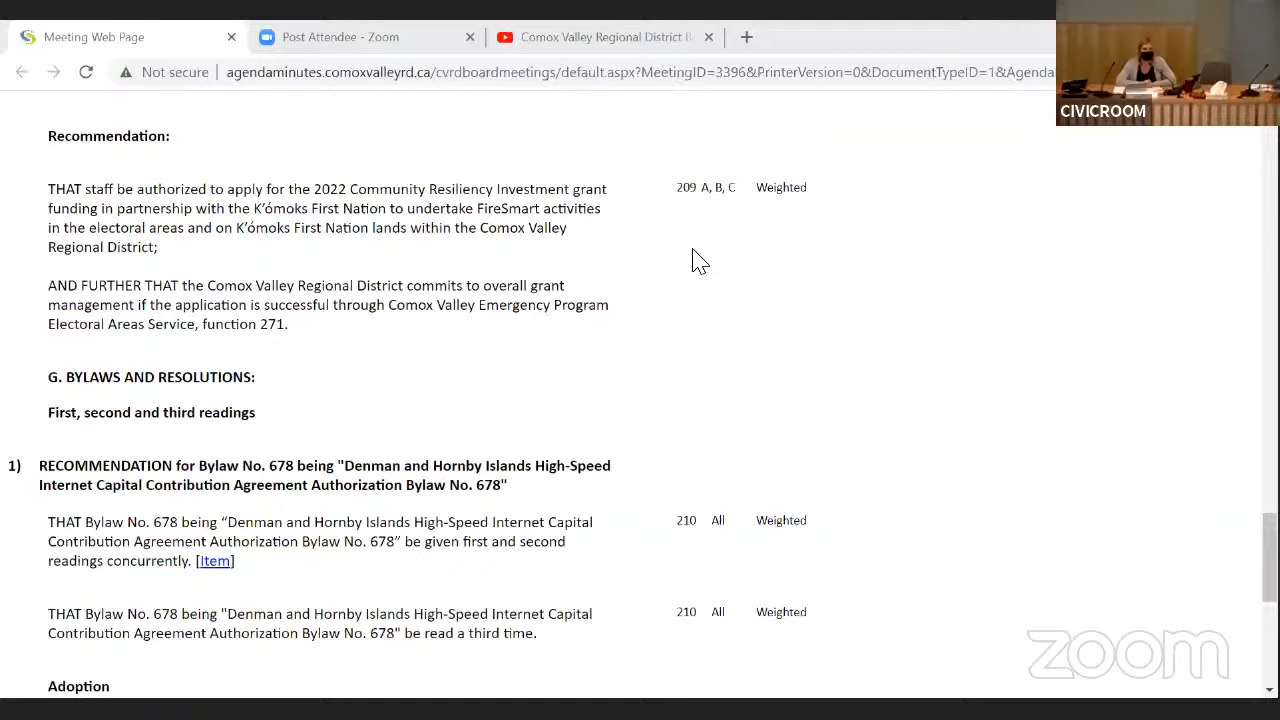 Meeting Web Page
Post Attendee - Zoom
Comox Valley Regional District B
Not secure
agendaminutes.comoxvalleyrd.ca/cvrdboardmeetings/default.aspx?MeetingID=3396&PrinterVersion=0&DocumentTypeID=1&Agenda
CIVICROOM
Recommendation:
THAT staff be authorized to apply for the 2022 Community Resiliency Investment grant 209 A, B, C Weighted
funding in partnership with the K'ómoks First Nation to undertake FireSmart activities
in the electoral areas and on K'ómoks First Nation lands within the Comox Valley
Regional District;
AND FURTHER THAT the Comox Valley Regional District commits to overall grant
management if the application is successful through Comox Valley Emergency Program
Electoral Areas Service, function 271.
G. BYLAWS AND RESOLUTIONS:
First, second and third readings
1) RECOMMENDATION for Bylaw No. 678 being "Denman and Hornby Islands High-Speed
Internet Capital Contribution Agreement Authorization Bylaw No. 678"
THAT Bylaw No. 678 being “Denman and Hornby Islands High-Speed Internet Capital 210 All Weighted
Contribution Agreement Authorization Bylaw No. 678” be given first and second
readings concurrently. [Item]
THAT Bylaw No. 678 being "Denman and Hornby Islands High-Speed Internet Capital 210 All Weighted
Contribution Agreement Authorization Bylaw No. 678" be read a third time.
zoom
Adoption